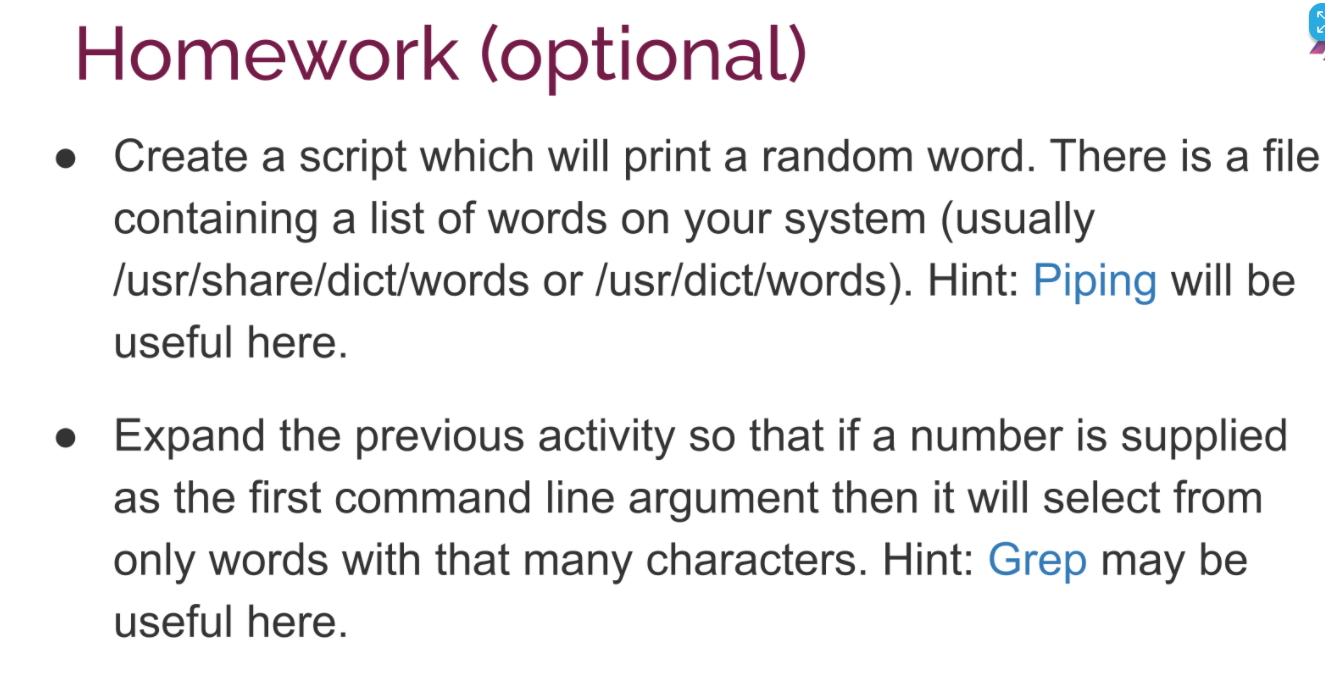 Homework (optional)
● Create a script which will print a random word. There is a file
containing a list of words on your system (usually
/usr/share/dict/words or /usr/dict/words). Hint: Piping will be
useful here.
● Expand the previous activity so that if a number is supplied
as the first command line argument then it will select from
only words with that many characters. Hint: Grep may be
useful here.